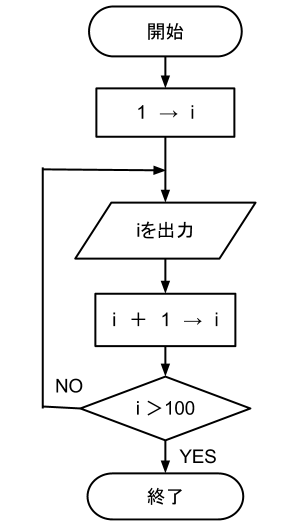 開始
1 → i
iを出力
i + 1 → i
NO
i >100
YES
終了